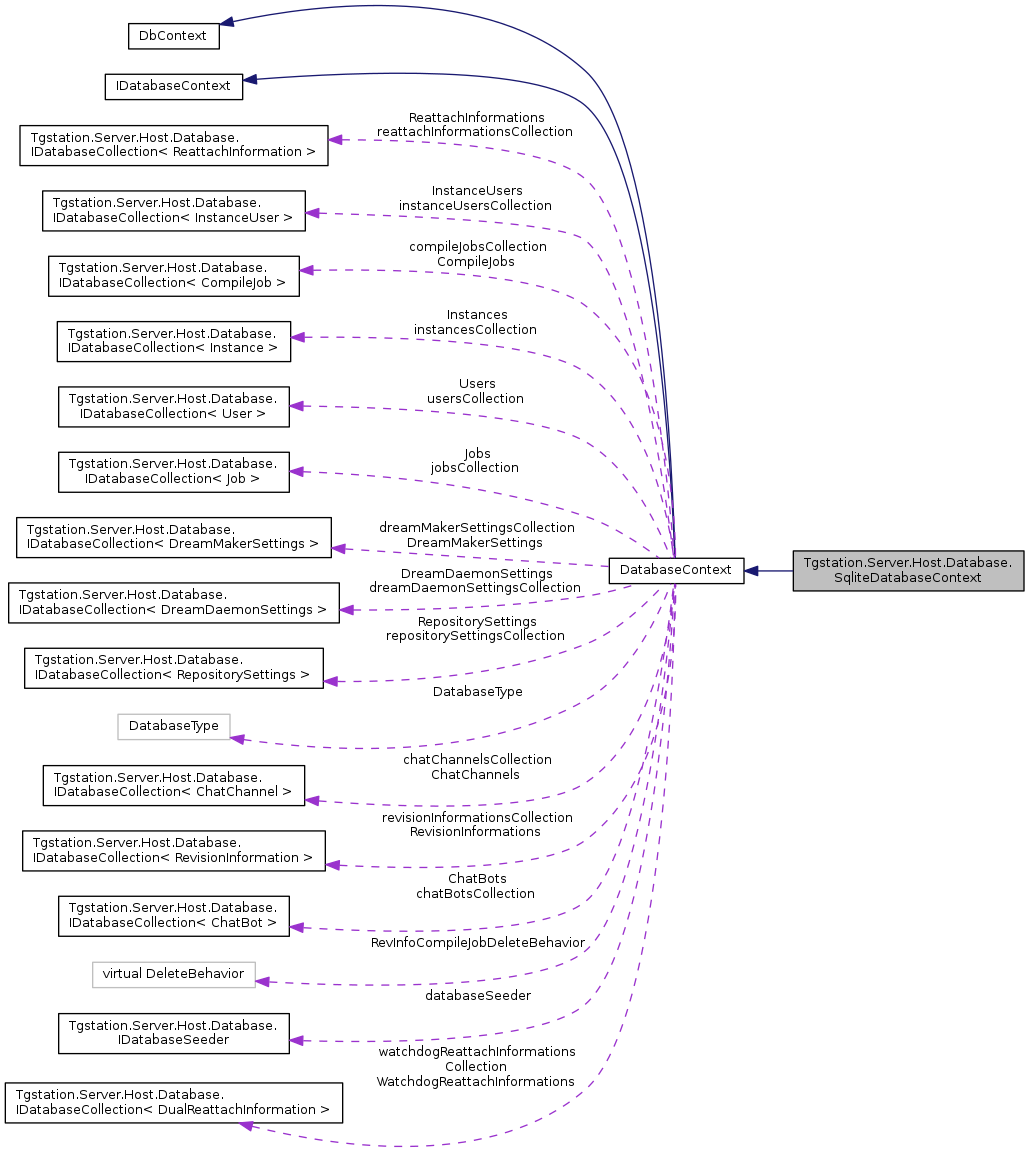 DbContext
IDatabaseContext
ReattachInformations
reattachInformationsCollection
Tgstation.Server.Host.Database.
IDatabaseCollection< ReattachInformation >
InstanceUsers
instanceUsersCollection
Tgstation.Server.Host.Database.
IDatabaseCollection< InstanceUser >
compileJobsCollection
CompileJobs
Tgstation.Server.Host.Database.
IDatabaseCollection< CompileJob >
Instances
instancesCollection
Tgstation.Server.Host.Database.
IDatabaseCollection< Instance >
Users
usersCollection
Tgstation.Server.Host.Database.
IDatabaseCollection< User >
Jobs
jobsCollection
Tgstation.Server.Host.Database.
IDatabaseCollection< Job >
dreamMakerSettingsCollection
DreamMakerSettings
Tgstation.Server.Host.Database.
IDatabaseCollection< DreamMakerSettings >
DatabaseContext
Tgstation.Server.Host.Database.
SqliteDatabaseContext
DreamDaemonSettings
dreamDaemonSettingsCollection
Tgstation.Server.Host.Database.
IDatabaseCollection< DreamDaemonSettings >
RepositorySettings
repositorySettingsCollection
Tgstation.Server.Host.Database.
IDatabaseCollection< RepositorySettings >
DatabaseType
DatabaseType
chatChannelsCollection
ChatChannels
Tgstation.Server.Host.Database.
IDatabaseCollection< ChatChannel >
revisionInformationsCollection
RevisionInformations
Tgstation.Server.Host.Database.
IDatabaseCollection< RevisionInformation >
ChatBots
chatBotsCollection
Tgstation.Server.Host.Database.
IDatabaseCollection< ChatBot >
RevInfoCompileJobDeleteBehavior
virtual DeleteBehavior
databaseSeeder
Tgstation.Server.Host.Database.
IDatabaseSeeder
watchdogReattachInformations
Collection
WatchdogReattachInformations
Tgstation.Server.Host.Database.
IDatabaseCollection< DualReattachInformation >